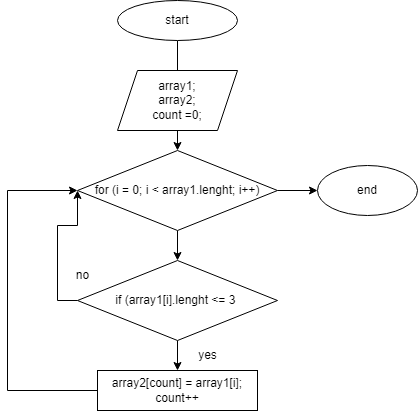 start
array1;
array2;
count =0;
for (i = 0; i < array1.lenght; i++)
end
no
if (array1[i].lenght <= 3
yes
array2[count] = array1[i];
count++